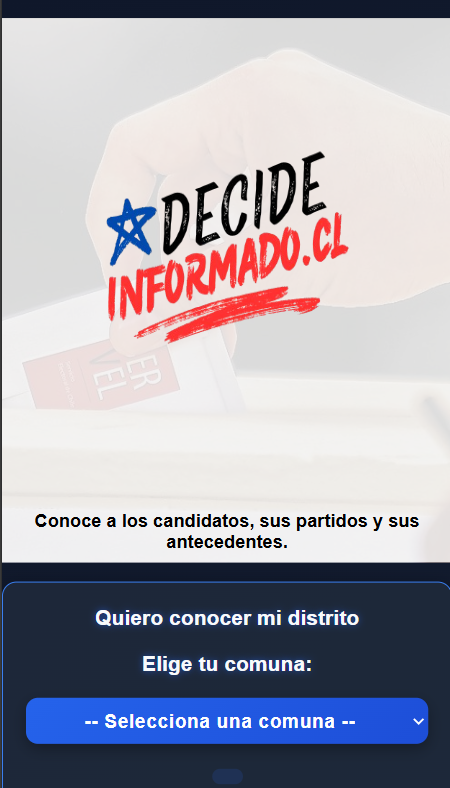 DECIDE
INFORMADO.CL
Conoce a los candidatos, sus partidos y sus
antecedentes.
Quiero conocer mi distrito
Elige tu comuna:
-- Selecciona una comuna --